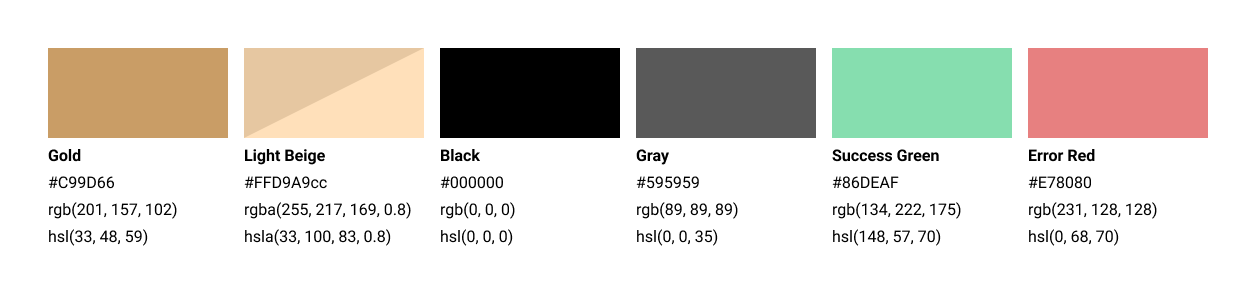 Gold
#C99D66
rgb(201, 157, 102)
hsl(33, 48, 59)
Light Beige
#FFD9A9cc
rgba(255, 217, 169, 0.8)
hsla(33, 100, 83, 0.8)
Black
#000000
rgb(0, 0, 0)
hsl(0, 0, 0)
Gray
#595959
rgb(89, 89, 89)
hsl(0, 0, 35)
Success Green
#86DEAF
rgb(134, 222, 175)
hsl(148, 57, 70)
Error Red
#E78080
rgb(231, 128, 128)
hsl(0, 68, 70)